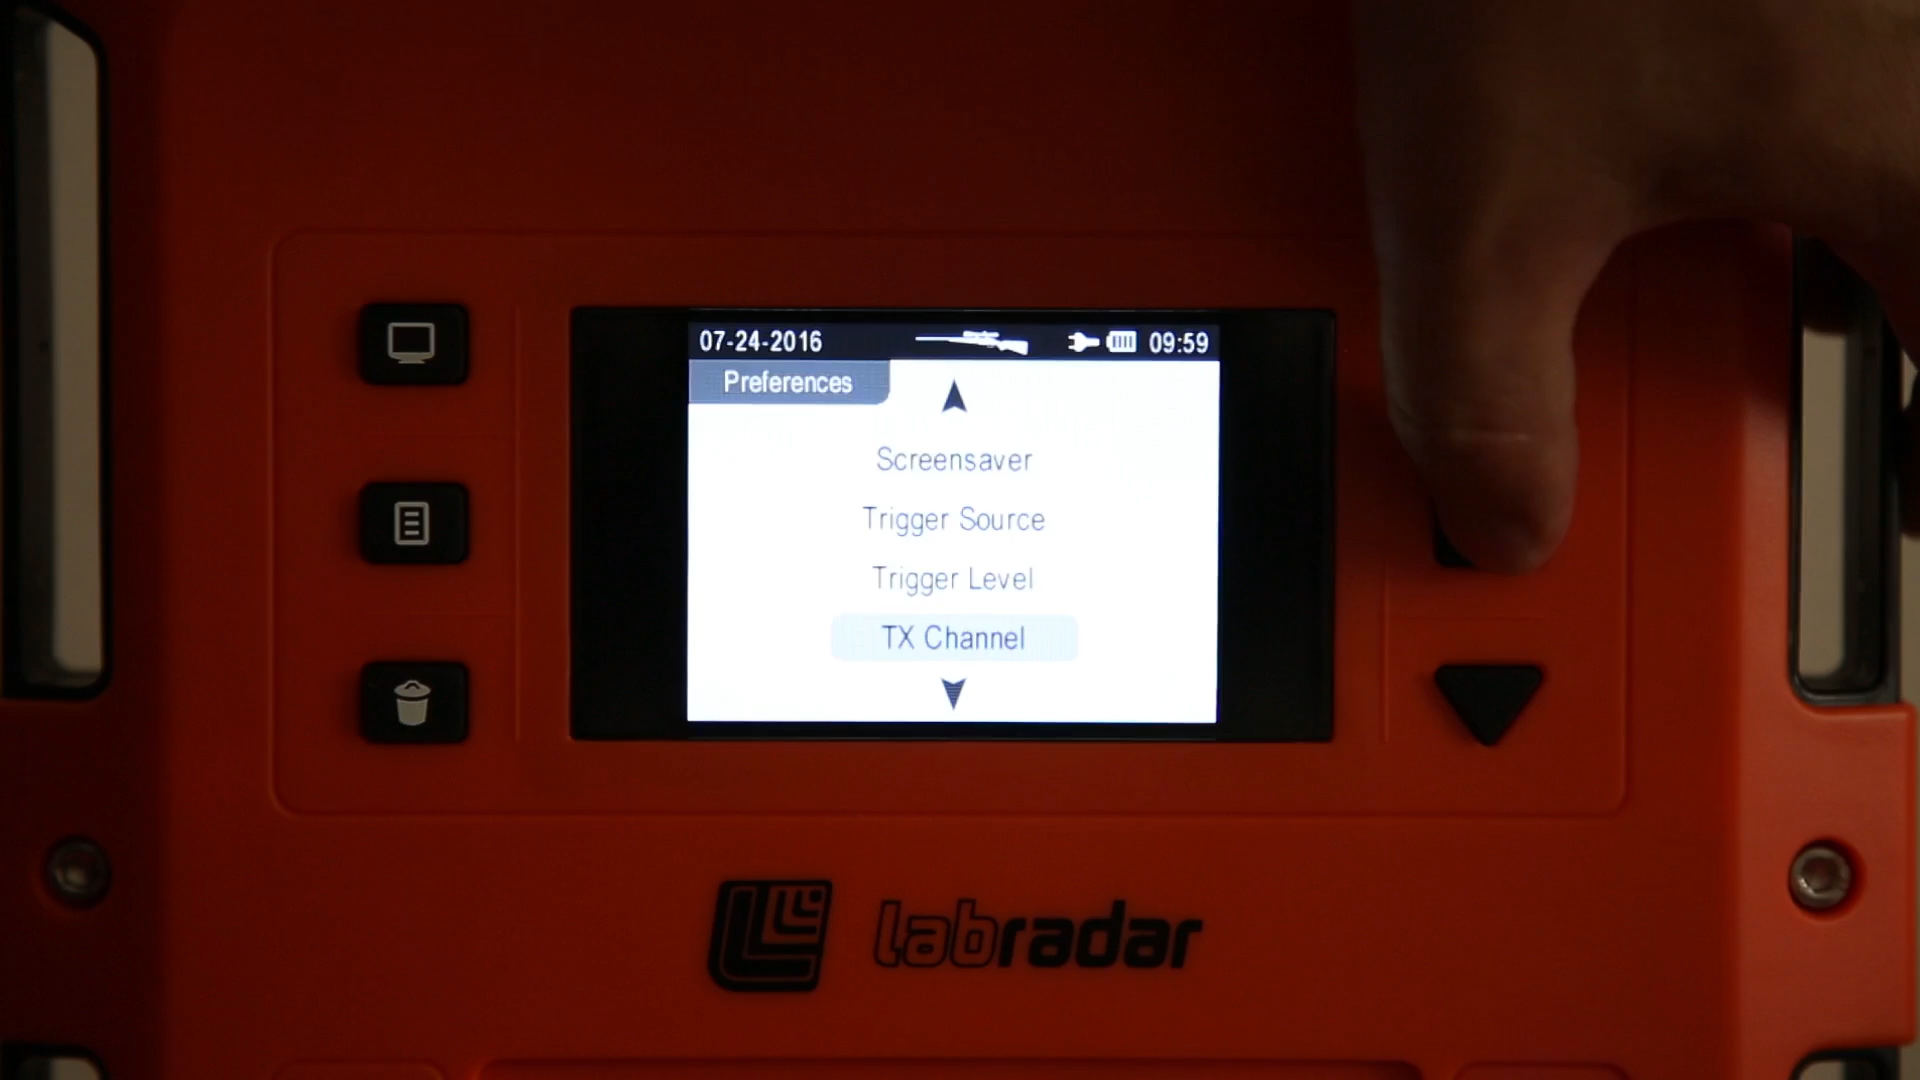 07-24-2016 09:59
Preferences
Screensaver
Trigger Source
Trigger Level
TX Channel
labradar